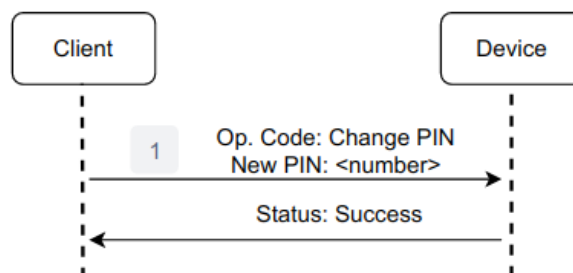 Client
Device
1
Op. Code: Change PIN
New PIN: <number>
Status: Success